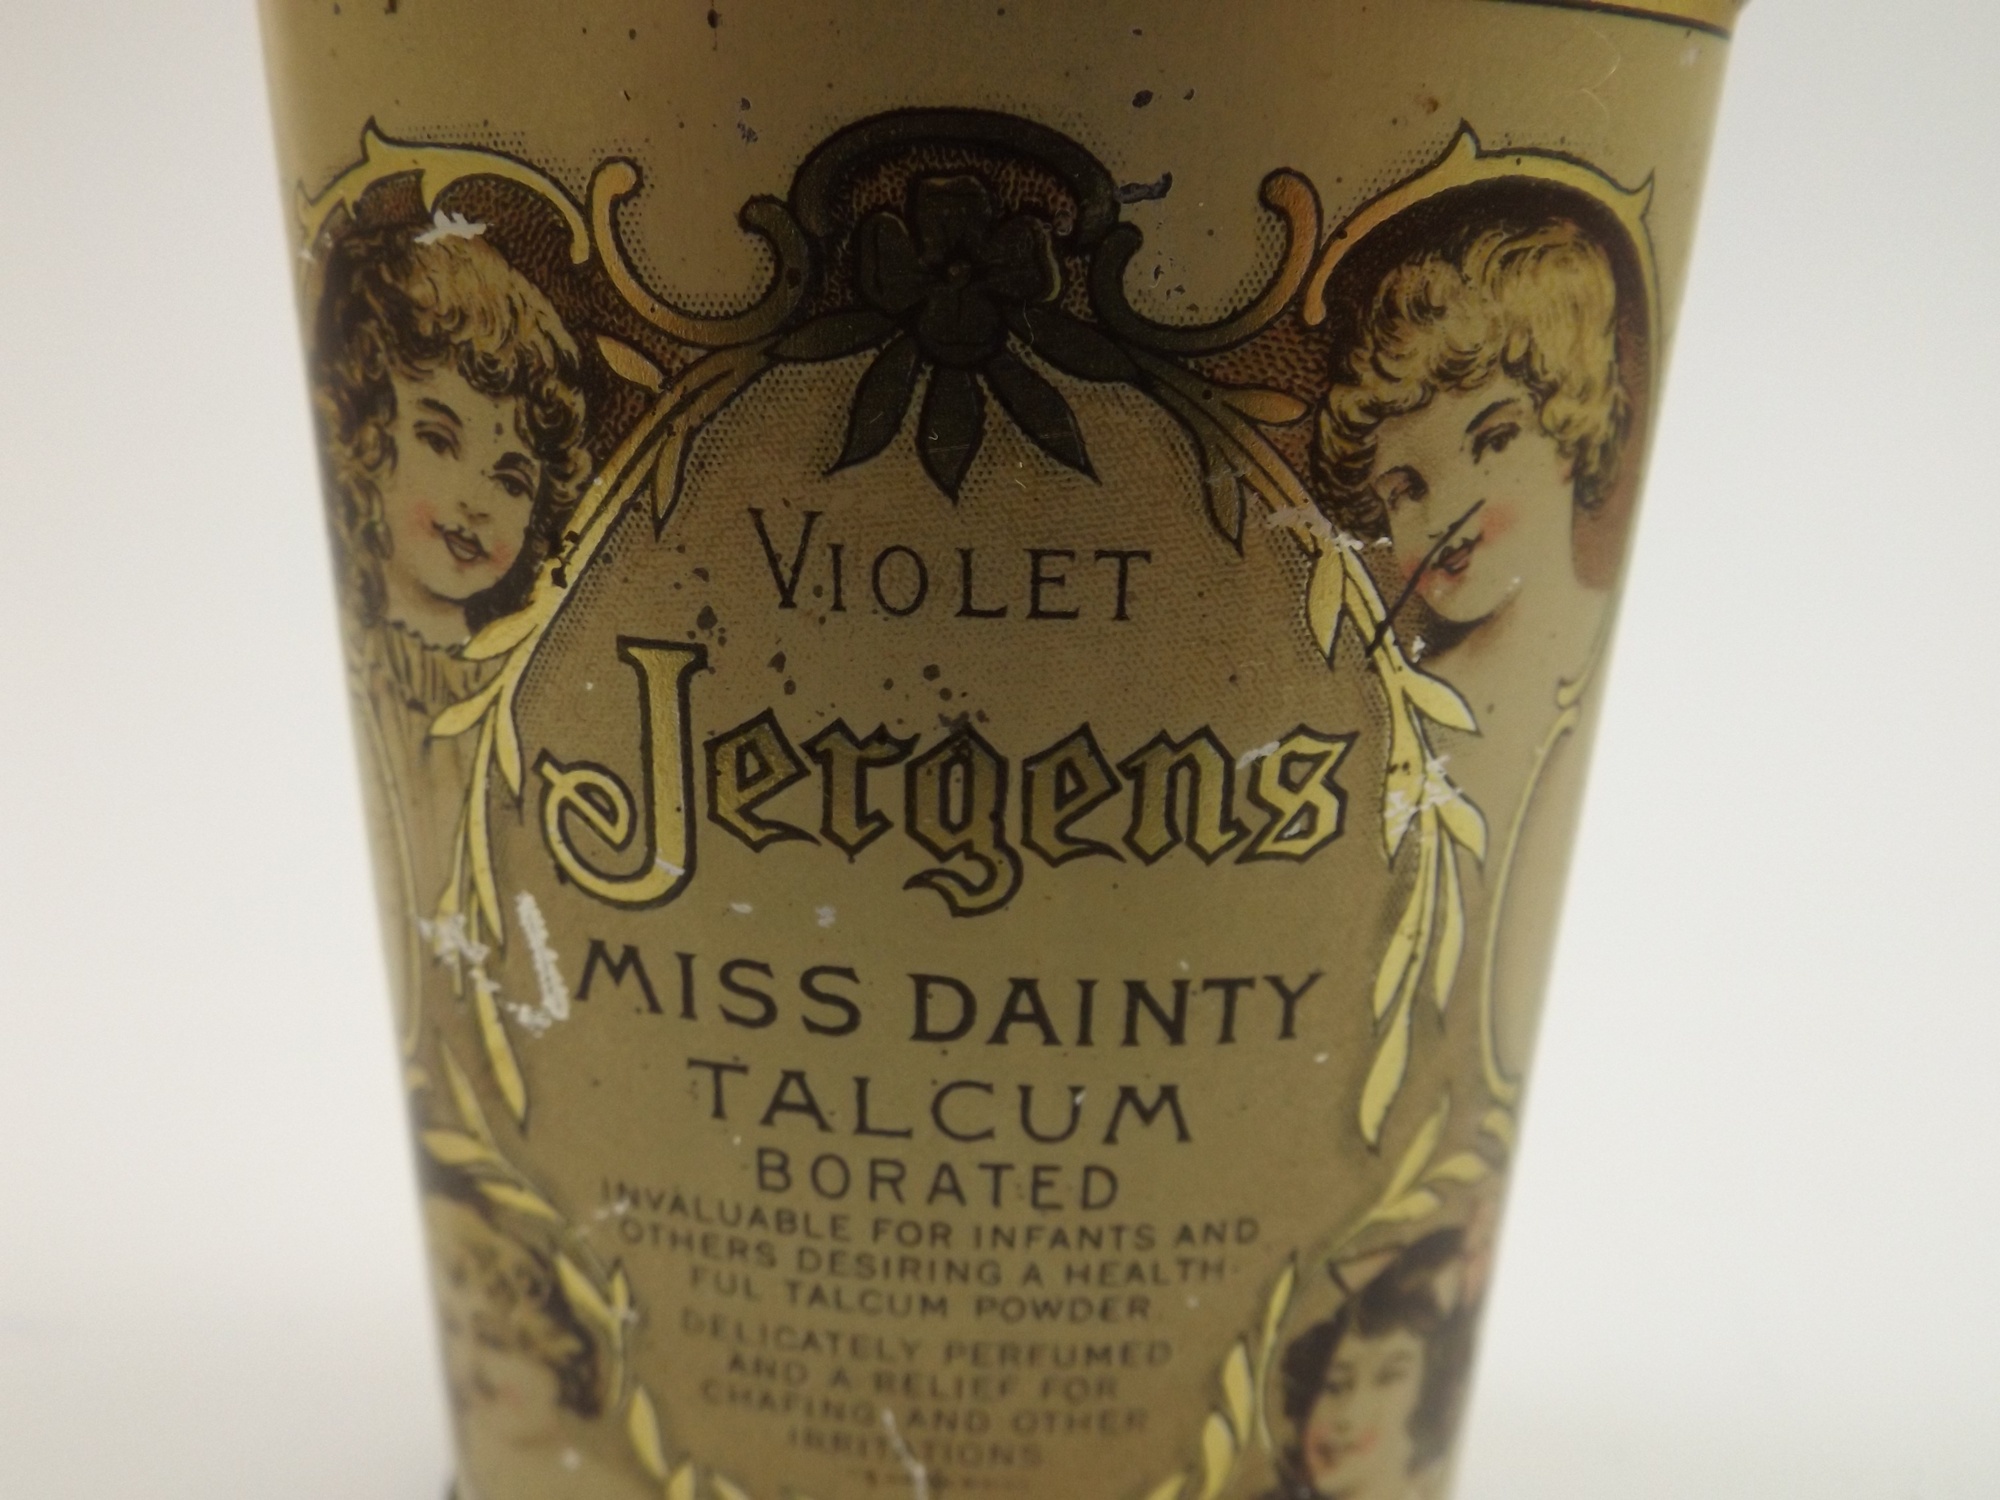 VIOLET
Jergens
MISS DAINTY
TALCUM
BORATED
INVALUABLE FOR INFANTS AND
OTHERS DESIRING A HEALTH-
FUL TALCUM POWDER.
DELICATELY PERFUMED
AND A RELIEF FOR
CHAFING AND OTHER
IRRITATIONS